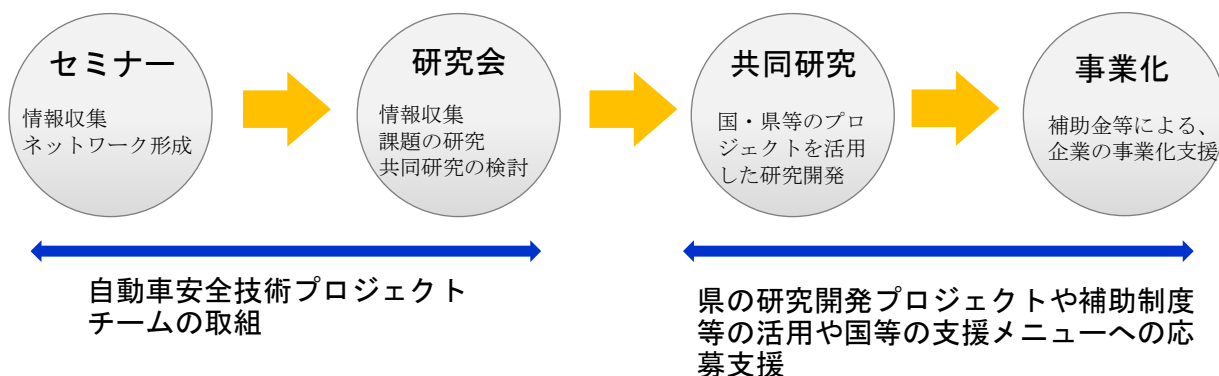 セミナー
情報収集
ネットワーク形成
研究会
情報収集
課題の研究
共同研究の検討
共同研究
国・県等のプロ
ジェクトを活用
した研究開発
事業化
補助金等による、
企業の事業化支援
自動車安全技術プロジェクト
チームの取組
県の研究開発プロジェクトや補助制度
等の活用や国等の支援メニューへの応
募支援